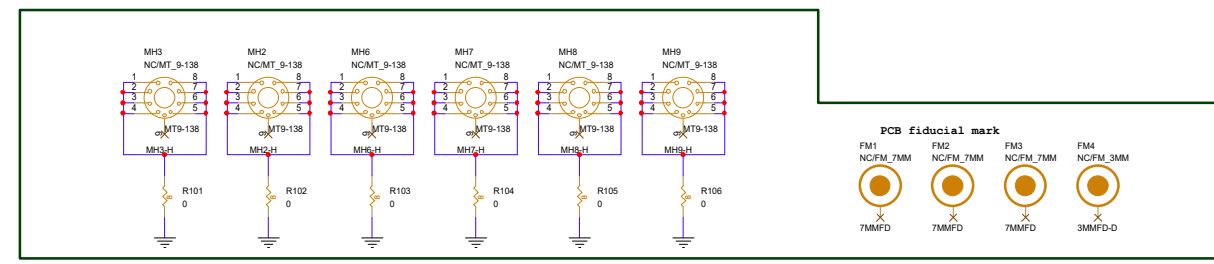 MH3 MH2 MH6 MH7 MH8 MH9
NC/MT_9-138 NC/MT_9-138 NC/MT_9-138 NC/MT_9-138 NC/MT_9-138 NC/MT_9-138
1 8 1 8 1 8 1 8 1 8 1 8
2 7 2 7 2 7 2 7 2 7 2 7
3 6 3 6 3 6 3 6 3 6 3 6
4 5 4 5 4 5 4 5 4 5 4 5
9 MT9-138 9 MT9-138 9 MT9-138 9 MT9-138 9 MT9-138 9 MT9-138
MH3-H MH2-H MH6-H MH7-H MH8-H MH9-H
R101 R102 R103 R104 R105 R106
0 0 0 0 0 0
PCB fiducial mark
FM1 FM2 FM3 FM4
NC/FM_7MM NC/FM_7MM NC/FM_7MM NC/FM_3MM
7MMFD 7MMFD 7MMFD 3MMFD-D